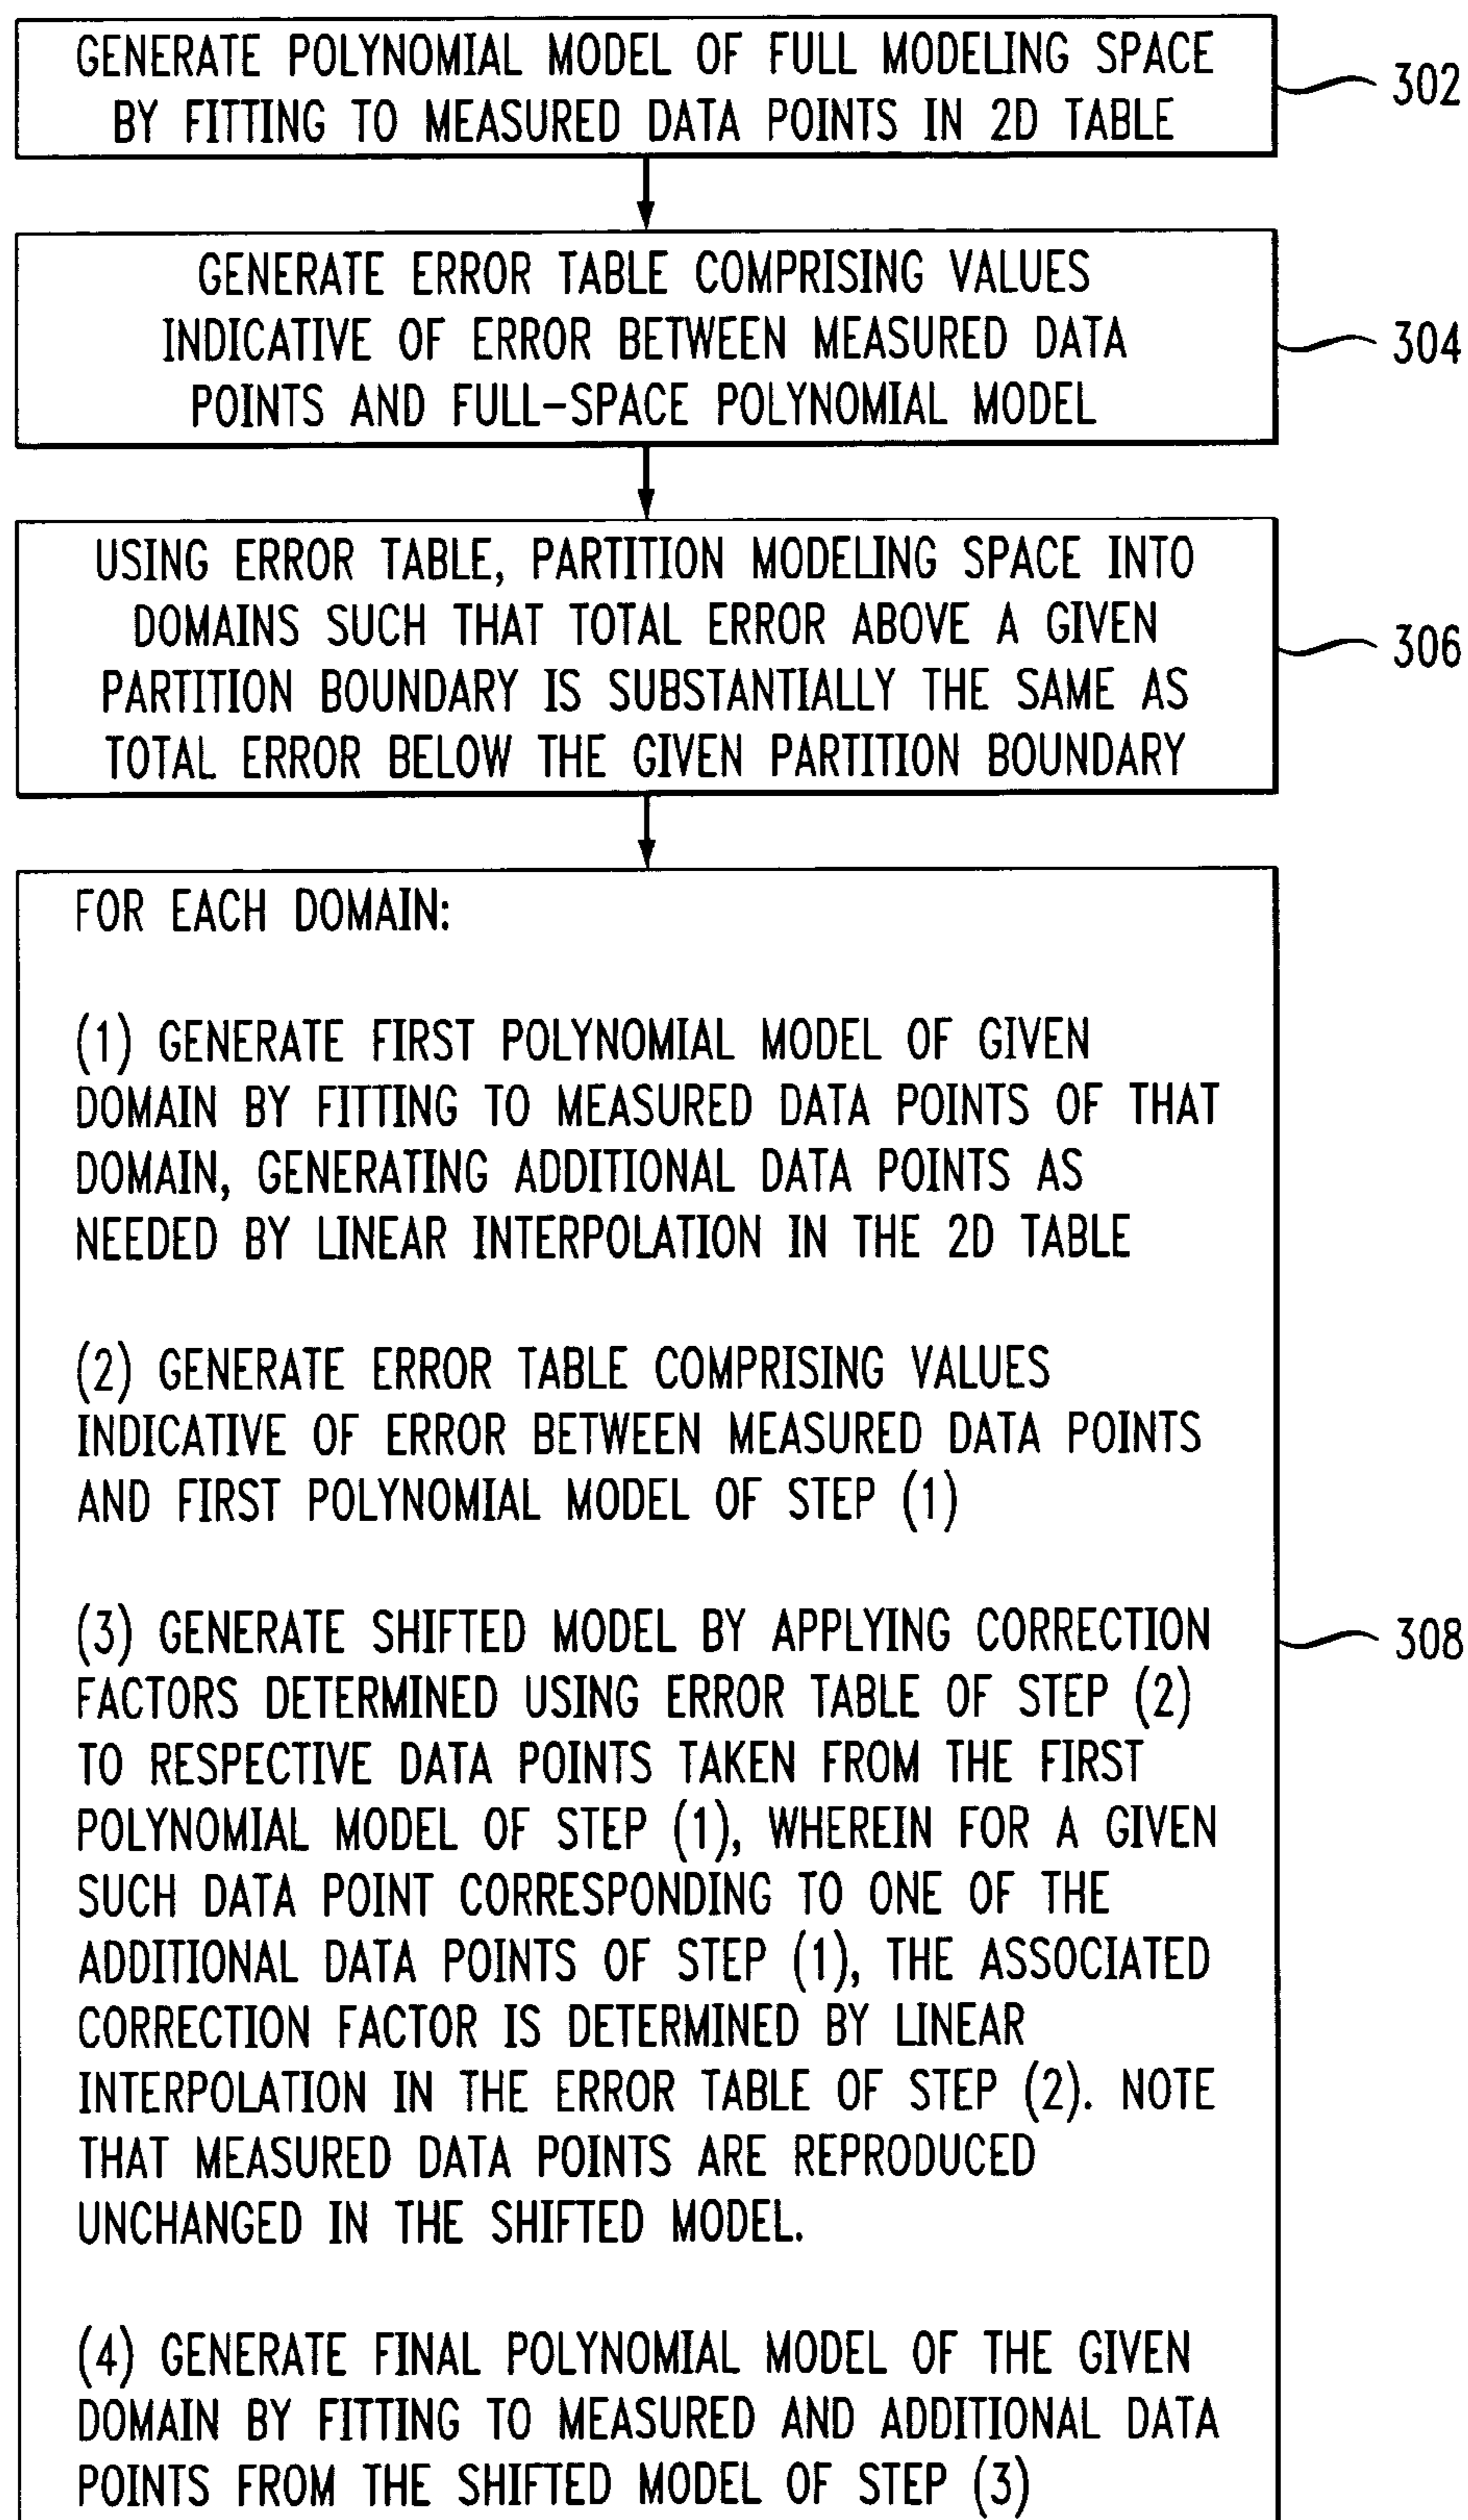 GENERATE POLYNOMIAL MODEL OF FULL MODELING SPACE
BY FITTING TO MEASURED DATA POINTS IN 2D TABLE
302
GENERATE ERROR TABLE COMPRISING VALUES
INDICATIVE OF ERROR BETWEEN MEASURED DATA
POINTS AND FULL-SPACE POLYNOMIAL MODEL
304
USING ERROR TABLE, PARTITION MODELING SPACE INTO
DOMAINS SUCH THAT TOTAL ERROR ABOVE A GIVEN
PARTITION BOUNDARY IS SUBSTANTIALLY THE SAME AS
TOTAL ERROR BELOW THE GIVEN PARTITION BOUNDARY
306
FOR EACH DOMAIN:
(1) GENERATE FIRST POLYNOMIAL MODEL OF GIVEN
DOMAIN BY FITTING TO MEASURED DATA POINTS OF THAT
DOMAIN, GENERATING ADDITIONAL DATA POINTS AS
NEEDED BY LINEAR INTERPOLATION IN THE 2D TABLE
(2) GENERATE ERROR TABLE COMPRISING VALUES
INDICATIVE OF ERROR BETWEEN MEASURED DATA POINTS
AND FIRST POLYNOMIAL MODEL OF STEP (1)
(3) GENERATE SHIFTED MODEL BY APPLYING CORRECTION
FACTORS DETERMINED USING ERROR TABLE OF STEP (2)
TO RESPECTIVE DATA POINTS TAKEN FROM THE FIRST
POLYNOMIAL MODEL OF STEP (1), WHEREIN FOR A GIVEN
SUCH DATA POINT CORRESPONDING TO ONE OF THE
ADDITIONAL DATA POINTS OF STEP (1), THE ASSOCIATED
CORRECTION FACTOR IS DETERMINED BY LINEAR
INTERPOLATION IN THE ERROR TABLE OF STEP (2). NOTE
THAT MEASURED DATA POINTS ARE REPRODUCED
UNCHANGED IN THE SHIFTED MODEL.
(4) GENERATE FINAL POLYNOMIAL MODEL OF THE GIVEN
DOMAIN BY FITTING TO MEASURED AND ADDITIONAL DATA
POINTS FROM THE SHIFTED MODEL OF STEP (3)
308